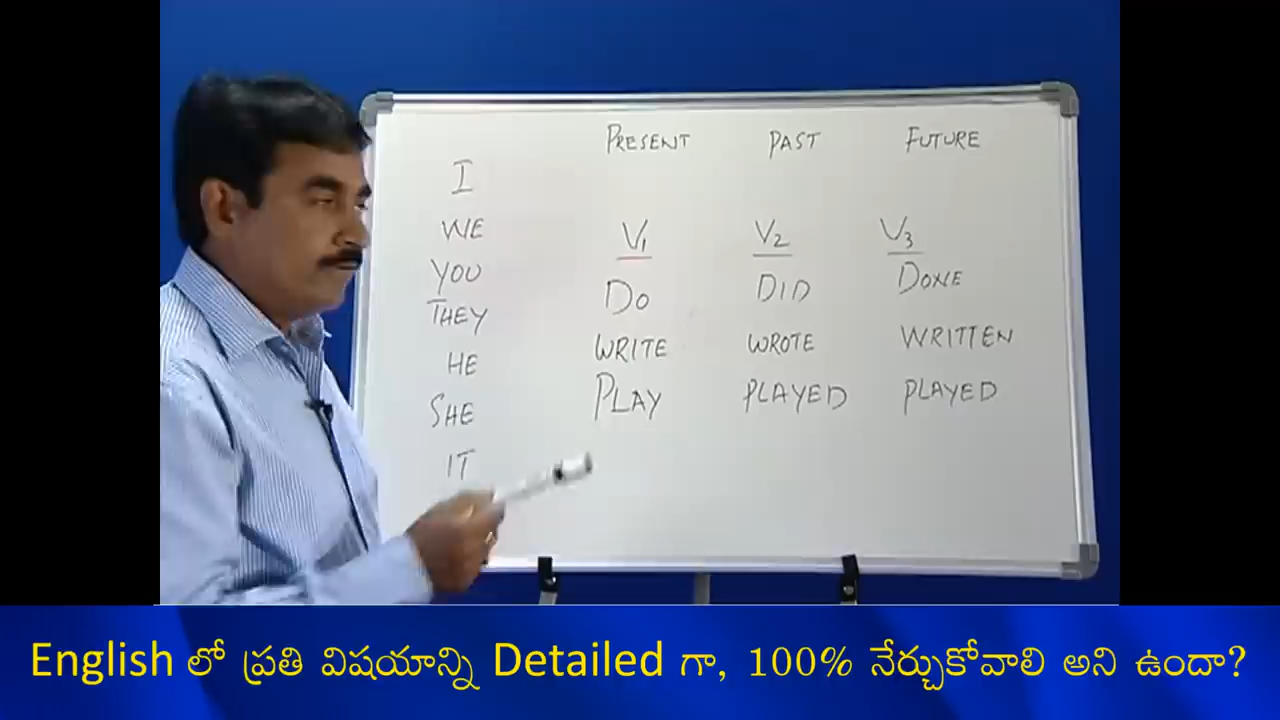 PRESENT PAST FUTURE
I
WE V1 V2 V3
YOU DO DID DONE
THEY WRITE WROTE WRITTEN
HE PLAY PLAYED PLAYED
SHE
IT
English లో ప్రతి విషయాన్ని Detailed గా, 100% నేర్చుకోవాలి అని ఉందా?